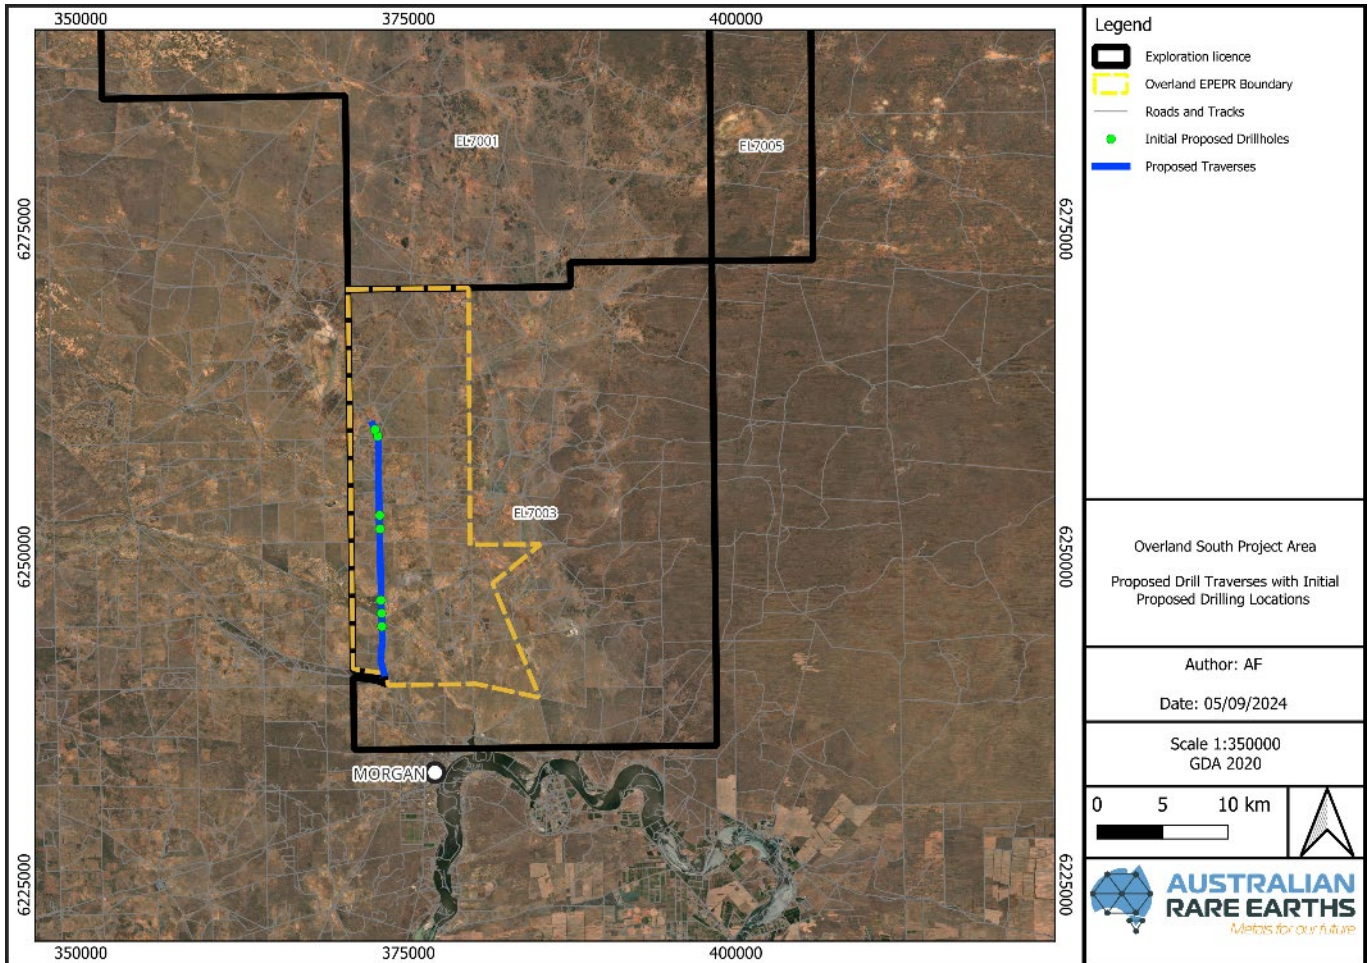 350000
375000
400000
6275000
6250000
6225000
EL7001
EL7005
EL7003
MORGAN
6275000
6250000
6225000
350000
375000
400000
Legend
Exploration licence
Overland EPEPR Boundary
Roads and Tracks
Initial Proposed Drillholes
Proposed Traverses
Overland South Project Area
Proposed Drill Traverses with Initial
Proposed Drilling Locations
Author: AF
Date: 05/09/2024
Scale 1:350000
GDA 2020
0 5 10 km
AUSTRALIAN
RARE EARTHS
Metals for our future